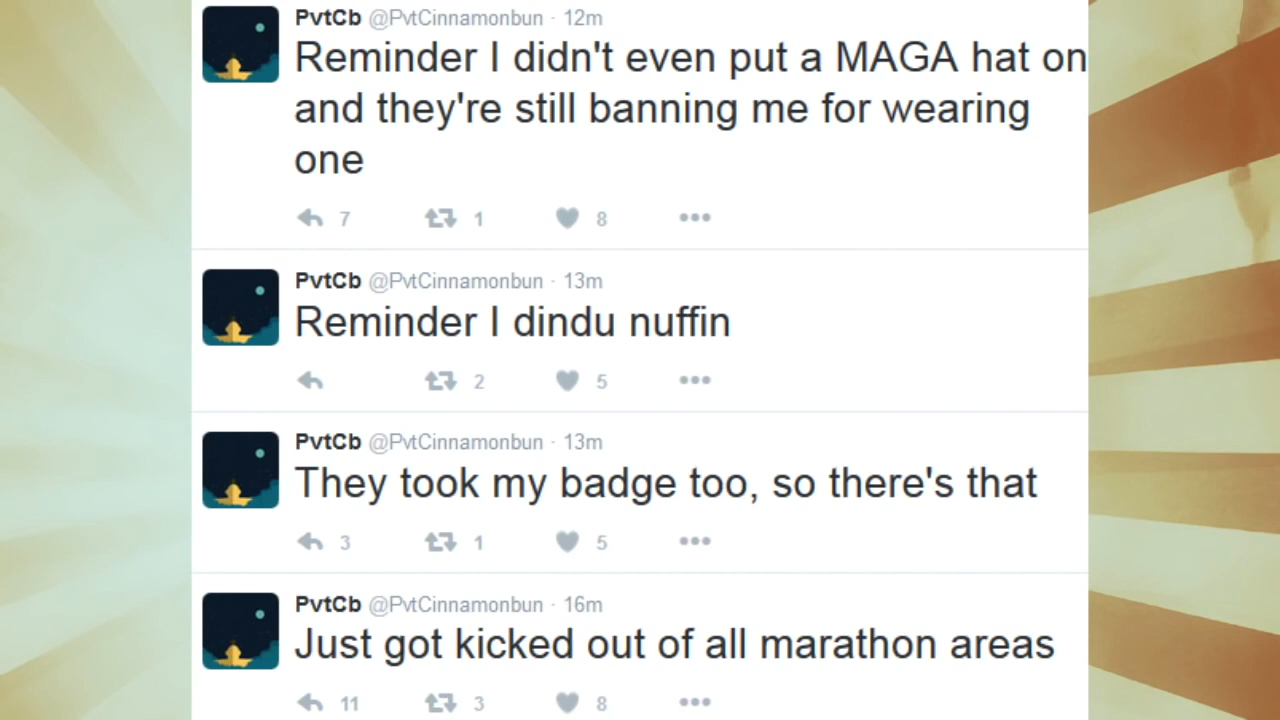 PvtCb @PvtCinnamonbun · 12m
Reminder I didn't even put a MAGA hat on
and they're still banning me for wearing
one
7 1 8 •••
PvtCb @PvtCinnamonbun · 13m
Reminder I dindu nuffin
2 5 •••
PvtCb @PvtCinnamonbun · 13m
They took my badge too, so there's that
3 1 5 •••
PvtCb @PvtCinnamonbun · 16m
Just got kicked out of all marathon areas
11 3 8 •••